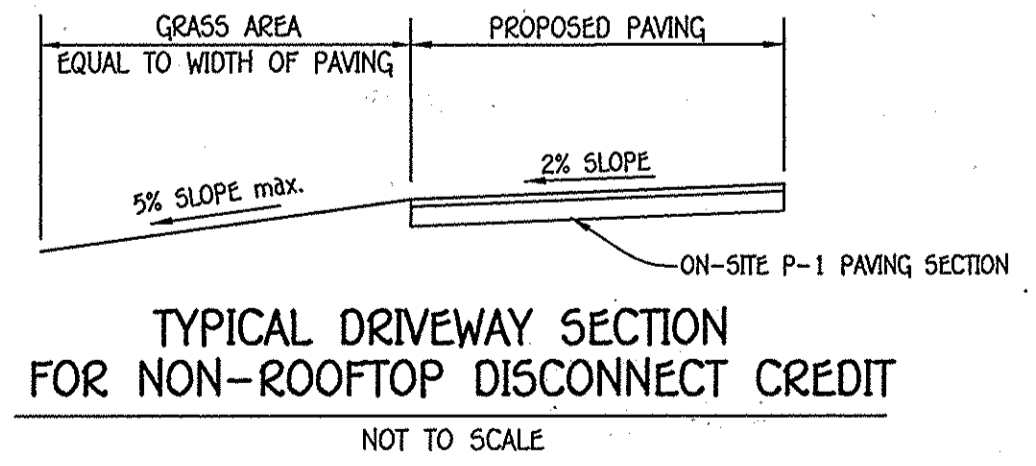 GRASS AREA
EQUAL TO WIDTH OF PAVING
PROPOSED PAVING
5% SLOPE max.
2% SLOPE
ON-SITE P-1 PAVING SECTION
TYPICAL DRIVEWAY SECTION
FOR NON-ROOFTOP DISCONNECT CREDIT
NOT TO SCALE